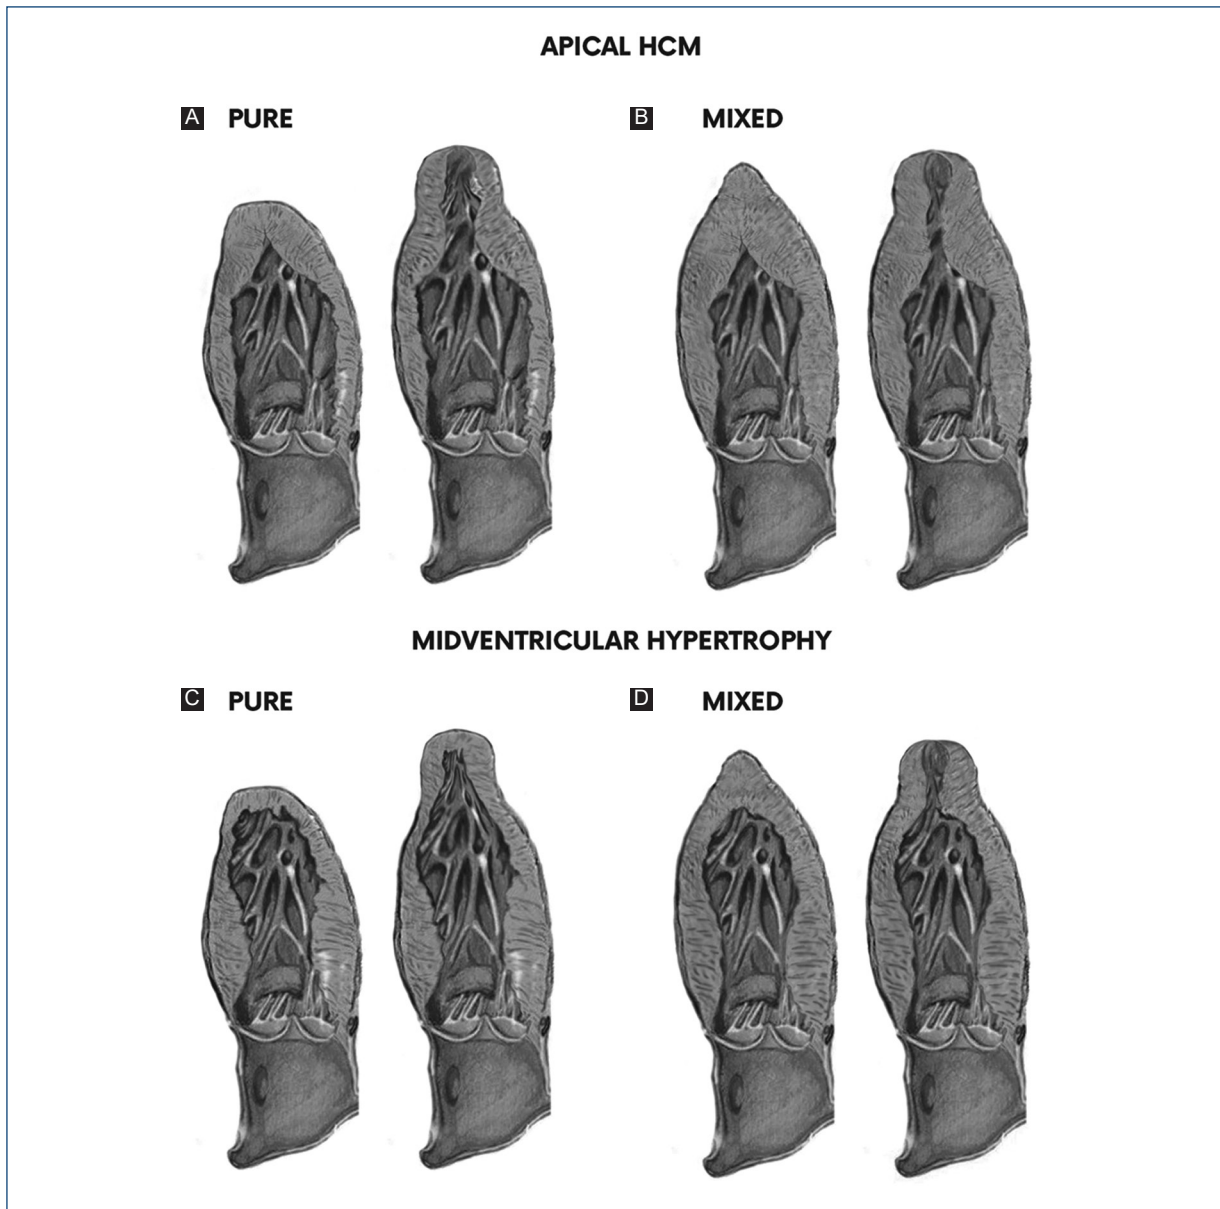 APICAL HCM
A PURE
B MIXED
MIDVENTRICULAR HYPERTROPHY
C PURE
D MIXED